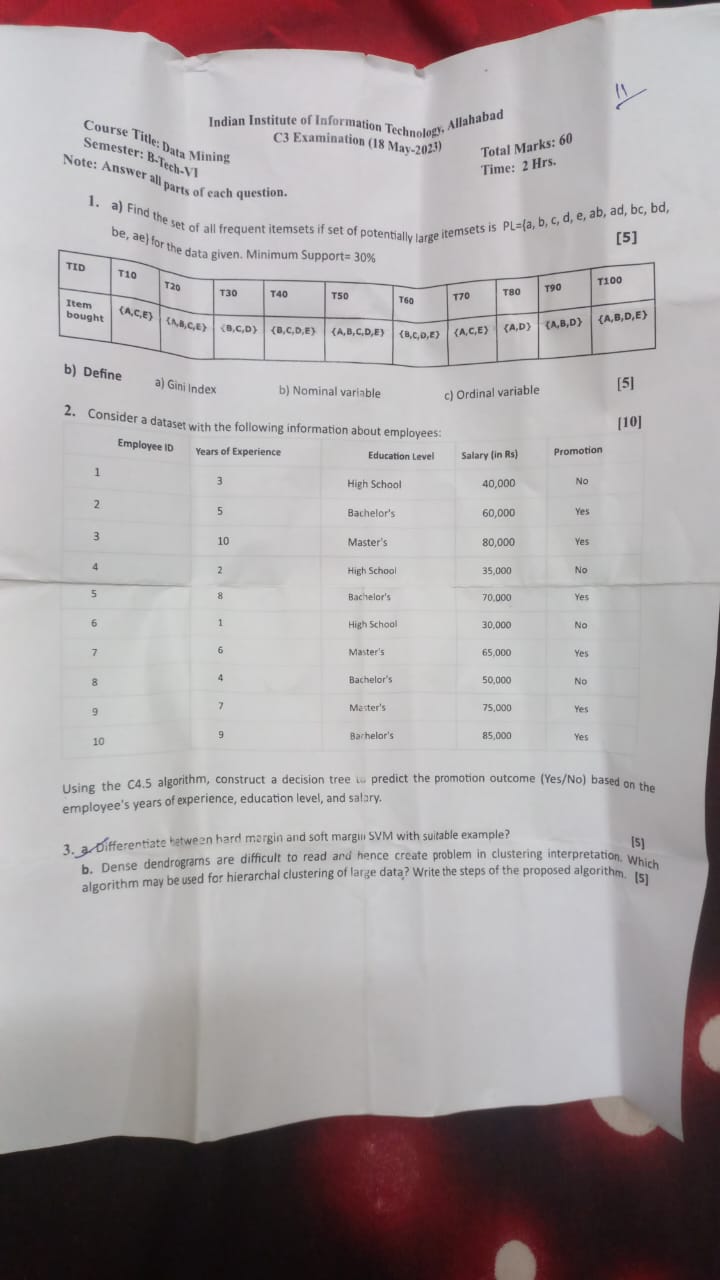 11
Indian Institute of Information Technology, Allahabad
C3 Examination (18 May-2023)
Course Title: Data Mining
Semester: B-Tech-VI
Total Marks: 60
Time: 2 Hrs.
Note: Answer all parts of each question.
1. a) Find the set of all frequent itemsets if set of potentially large itemsets is PL={a, b, c, d, e, ab, ad, bc, bd,
be, ae} for the data given. Minimum Support= 30% [5]
TID T10 T20 T30 T40 T50 T60 T70 T80 T90 T100
Item bought {A,C,E} {A,B,C,E} {B,C,D} {B,C,D,E} {A,B,C,D,E} {B,C,D,E} {A,C,E} {A,D} {A,B,D} {A,B,D,E}
b) Define a) Gini Index b) Nominal variable c) Ordinal variable [5]
2. Consider a dataset with the following information about employees: [10]
Employee ID Years of Experience Education Level Salary (in Rs) Promotion
1 3 High School 40,000 No
2 5 Bachelor's 60,000 Yes
3 10 Master's 80,000 Yes
4 2 High School 35,000 No
5 8 Bachelor's 70,000 Yes
6 1 High School 30,000 No
7 6 Master's 65,000 Yes
8 4 Bachelor's 50,000 No
9 7 Master's 75,000 Yes
10 9 Bachelor's 85,000 Yes
Using the C4.5 algorithm, construct a decision tree to predict the promotion outcome (Yes/No) based on the
employee's years of experience, education level, and salary.
3. a. Differentiate between hard margin and soft margin SVM with suitable example? [5]
b. Dense dendrograms are difficult to read and hence create problem in clustering interpretation. Which
algorithm may be used for hierarchal clustering of large data? Write the steps of the proposed algorithm. [5]